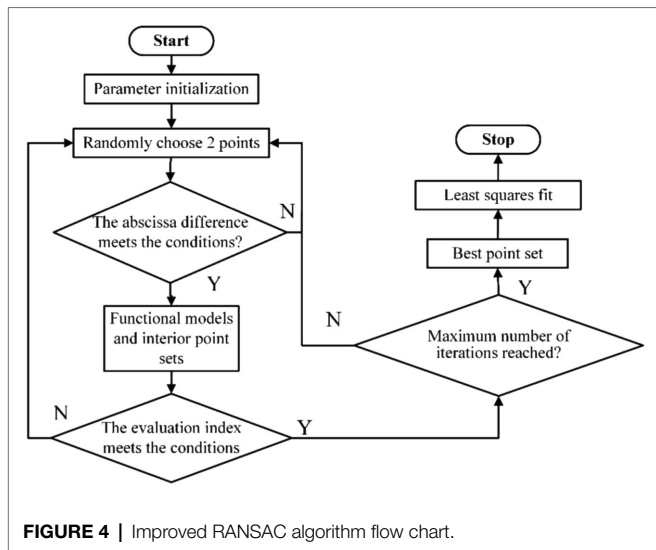 Start
Parameter initialization
Randomly choose 2 points
The abscissa difference
meets the conditions?
N
Y
Functional models
and interior point
sets
N
The evaluation index
meets the conditions
Y
Stop
Least squares fit
Best point set
Y
N
Maximum number of
iterations reached?
FIGURE 4 | Improved RANSAC algorithm flow chart.